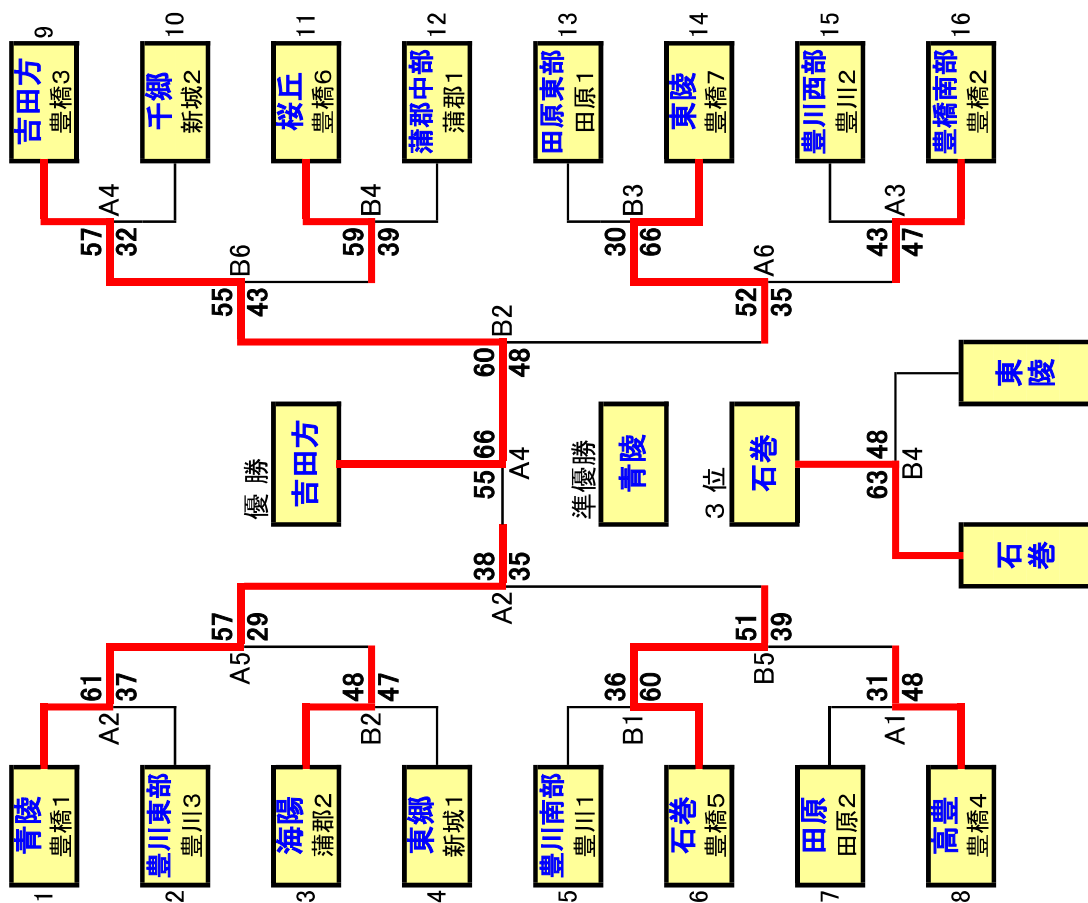 9
吉田方
豊橋3
10
千郷
新城2
11
桜丘
豊橋6
12
蒲郡中部
蒲郡1
13
田原東部
田原1
14
東陵
豊橋7
15
豊川西部
豊川2
16
豊橋南部
豊橋2
A4
57
32
B4
59
39
B3
30
66
A3
43
47
B6
55
43
A6
52
35
B2
60
48
優勝
吉田方
55
66
A4
準優勝
青陵
3位
石巻
63
48
B4
石巻
東陵
38
35
A2
57
29
A5
51
39
B5
61
37
A2
48
47
B2
36
60
B1
31
48
A1
1
青陵
豊橋1
2
豊川東部
豊川3
3
海陽
蒲郡2
4
東郷
新城1
5
豊川南部
豊川1
6
石巻
豊橋5
7
田原
田原2
8
高豊
豊橋4